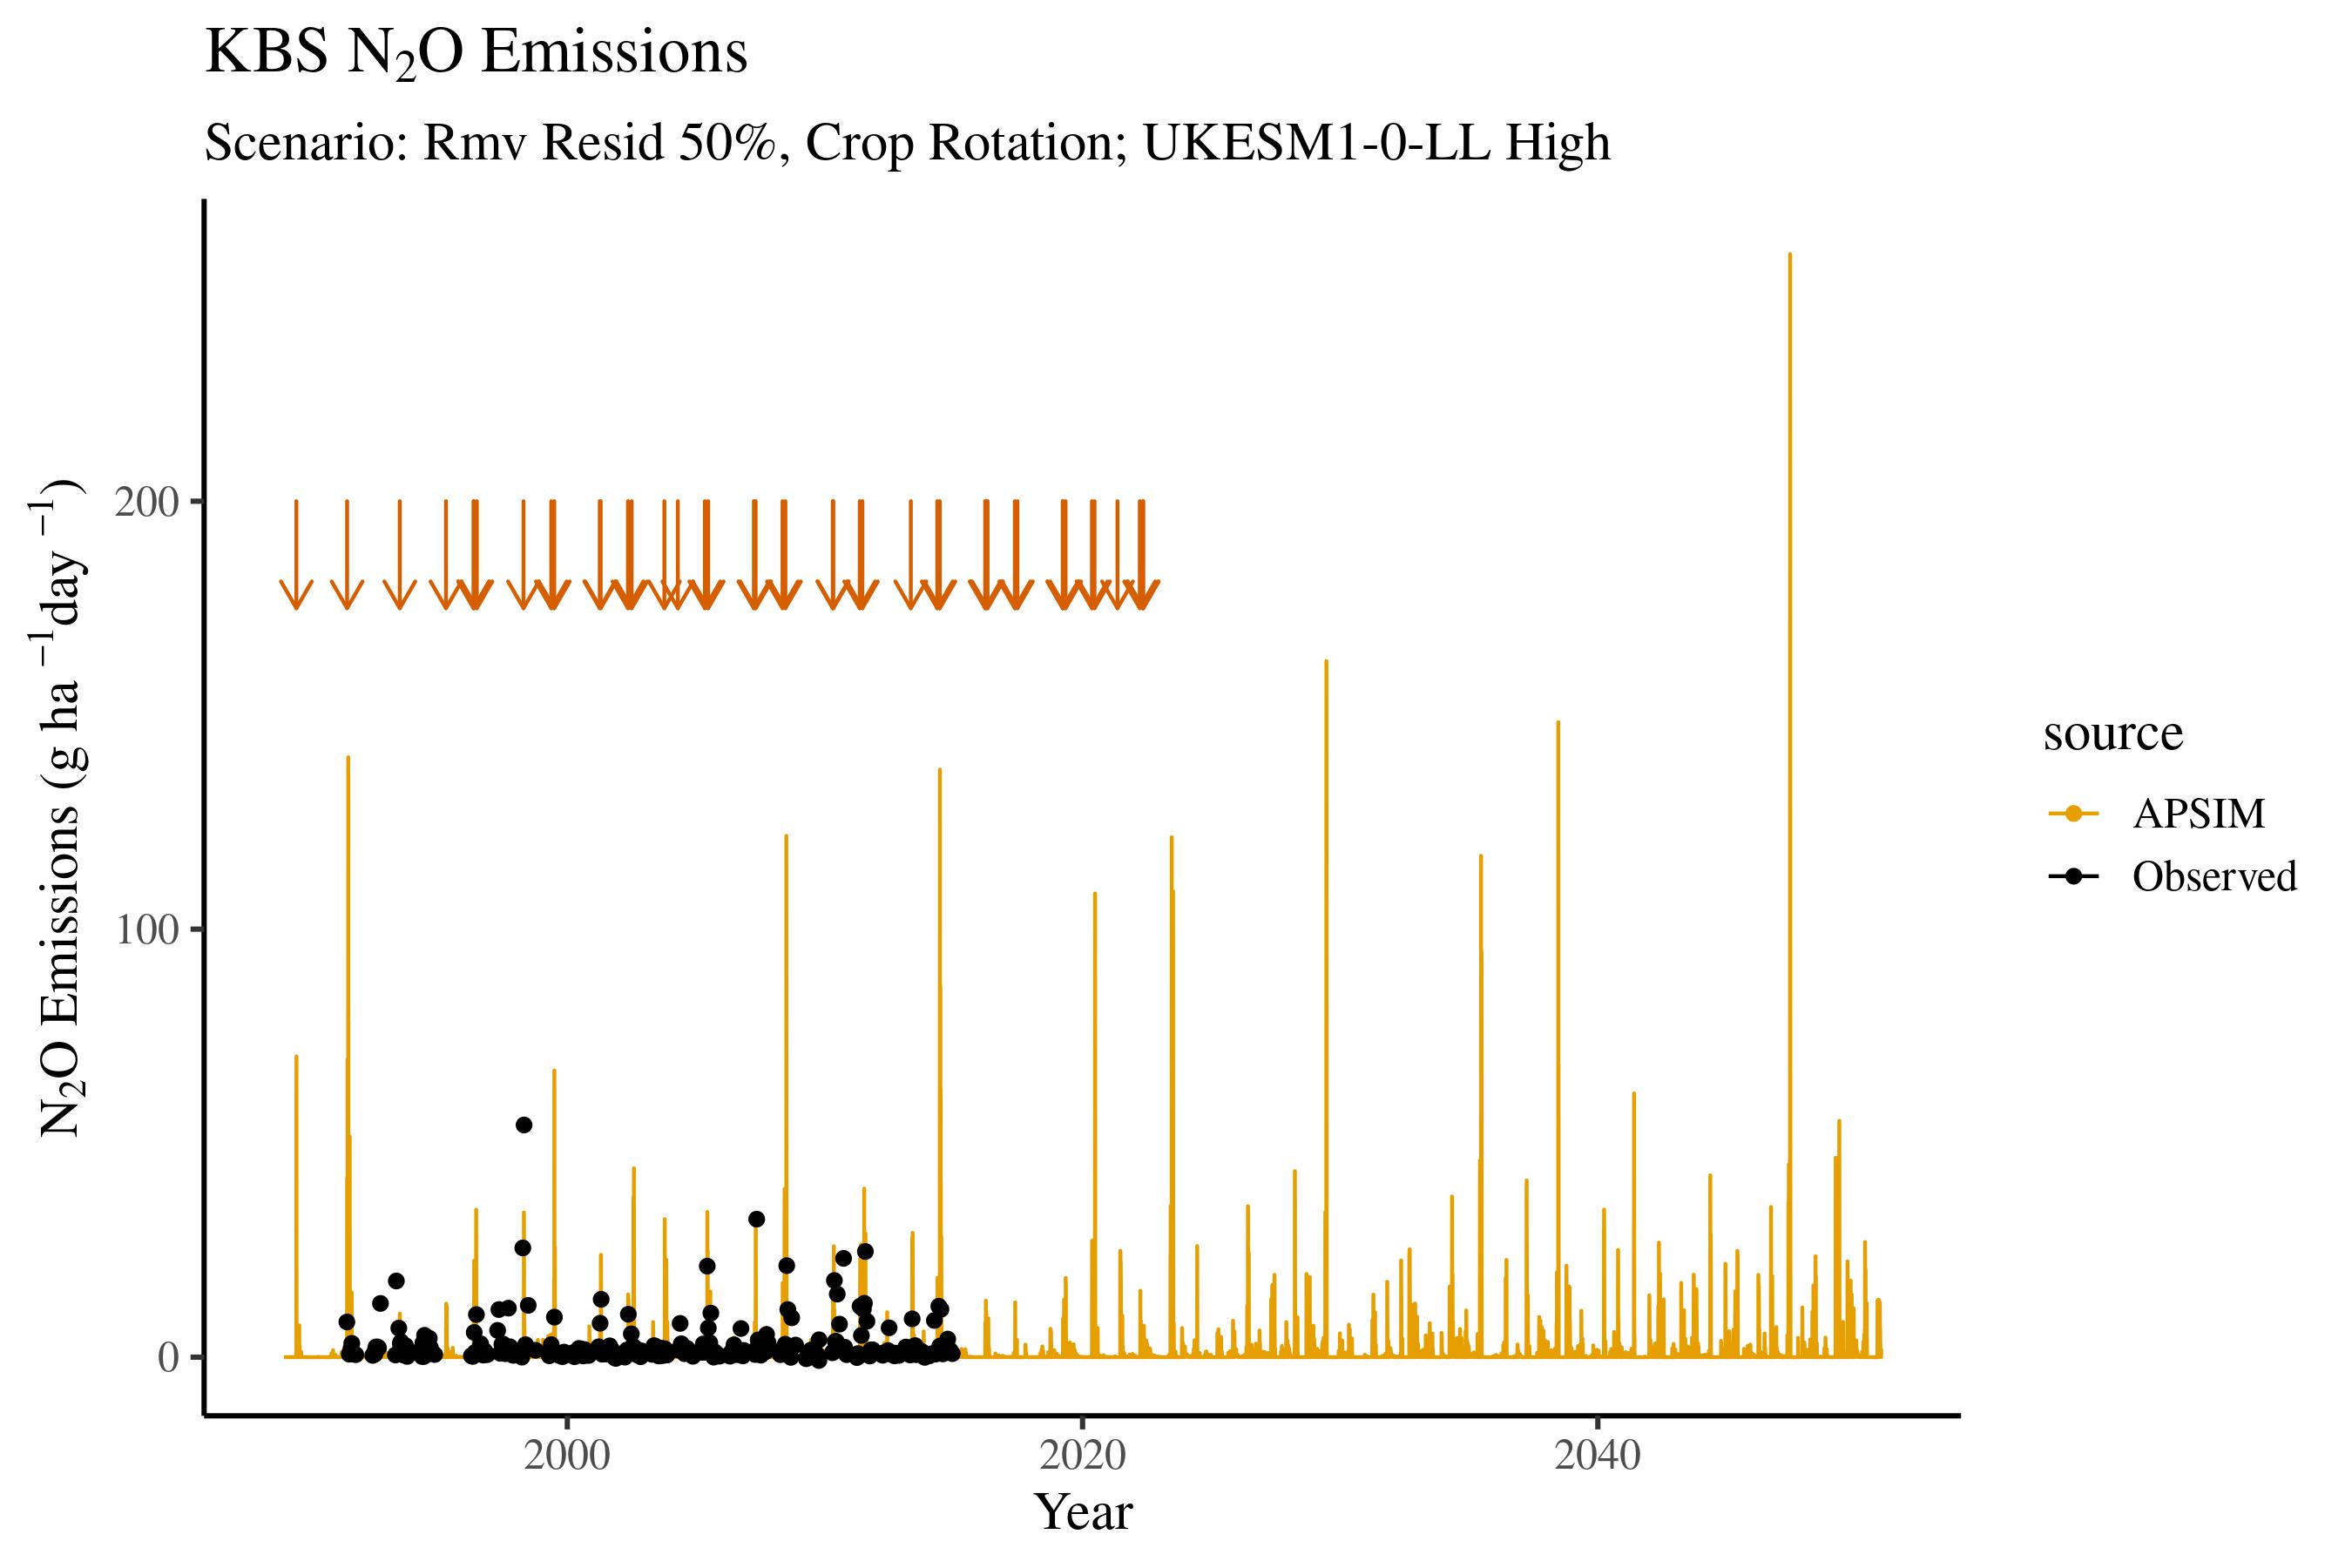 KBS N₂O Emissions
Scenario: Rmv Resid 50%, Crop Rotation; UKESM1-0-LL High
N₂O Emissions (g ha ⁻¹day ⁻¹)
200
100
0
2000 2020 2040
Year
source
APSIM
Observed